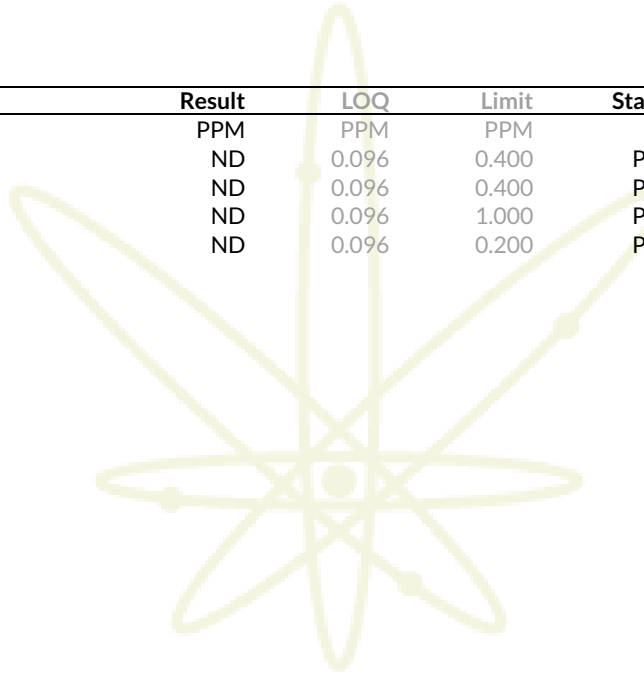 Result LOQ Limit Sta
PPM PPM PPM
ND 0.096 0.400 P
ND 0.096 0.400 P
ND 0.096 1.000 P
ND 0.096 0.200 P